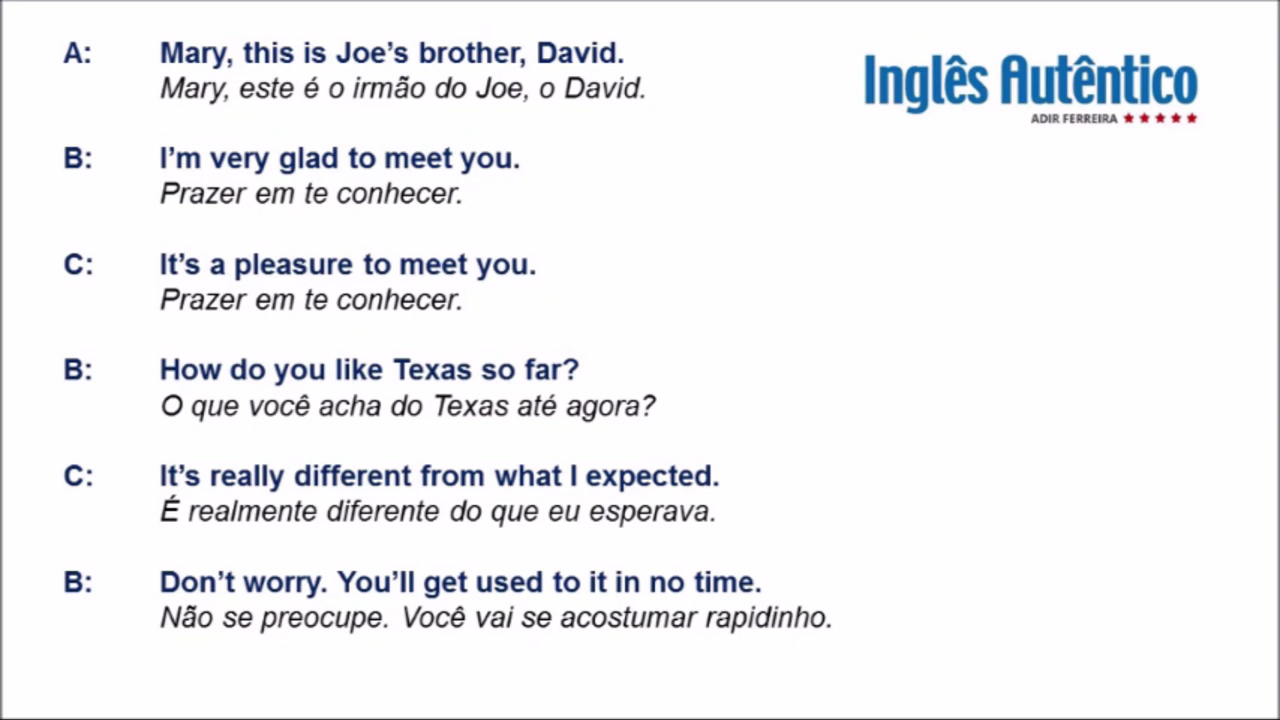 A: Mary, this is Joe's brother, David.
Mary, este é o irmão do Joe, o David.
Inglês Autêntico
ADIR FERREIRA ★★★★★
B: I'm very glad to meet you.
Prazer em te conhecer.
C: It's a pleasure to meet you.
Prazer em te conhecer.
B: How do you like Texas so far?
O que você acha do Texas até agora?
C: It's really different from what I expected.
É realmente diferente do que eu esperava.
B: Don't worry. You'll get used to it in no time.
Não se preocupe. Você vai se acostumar rapidinho.